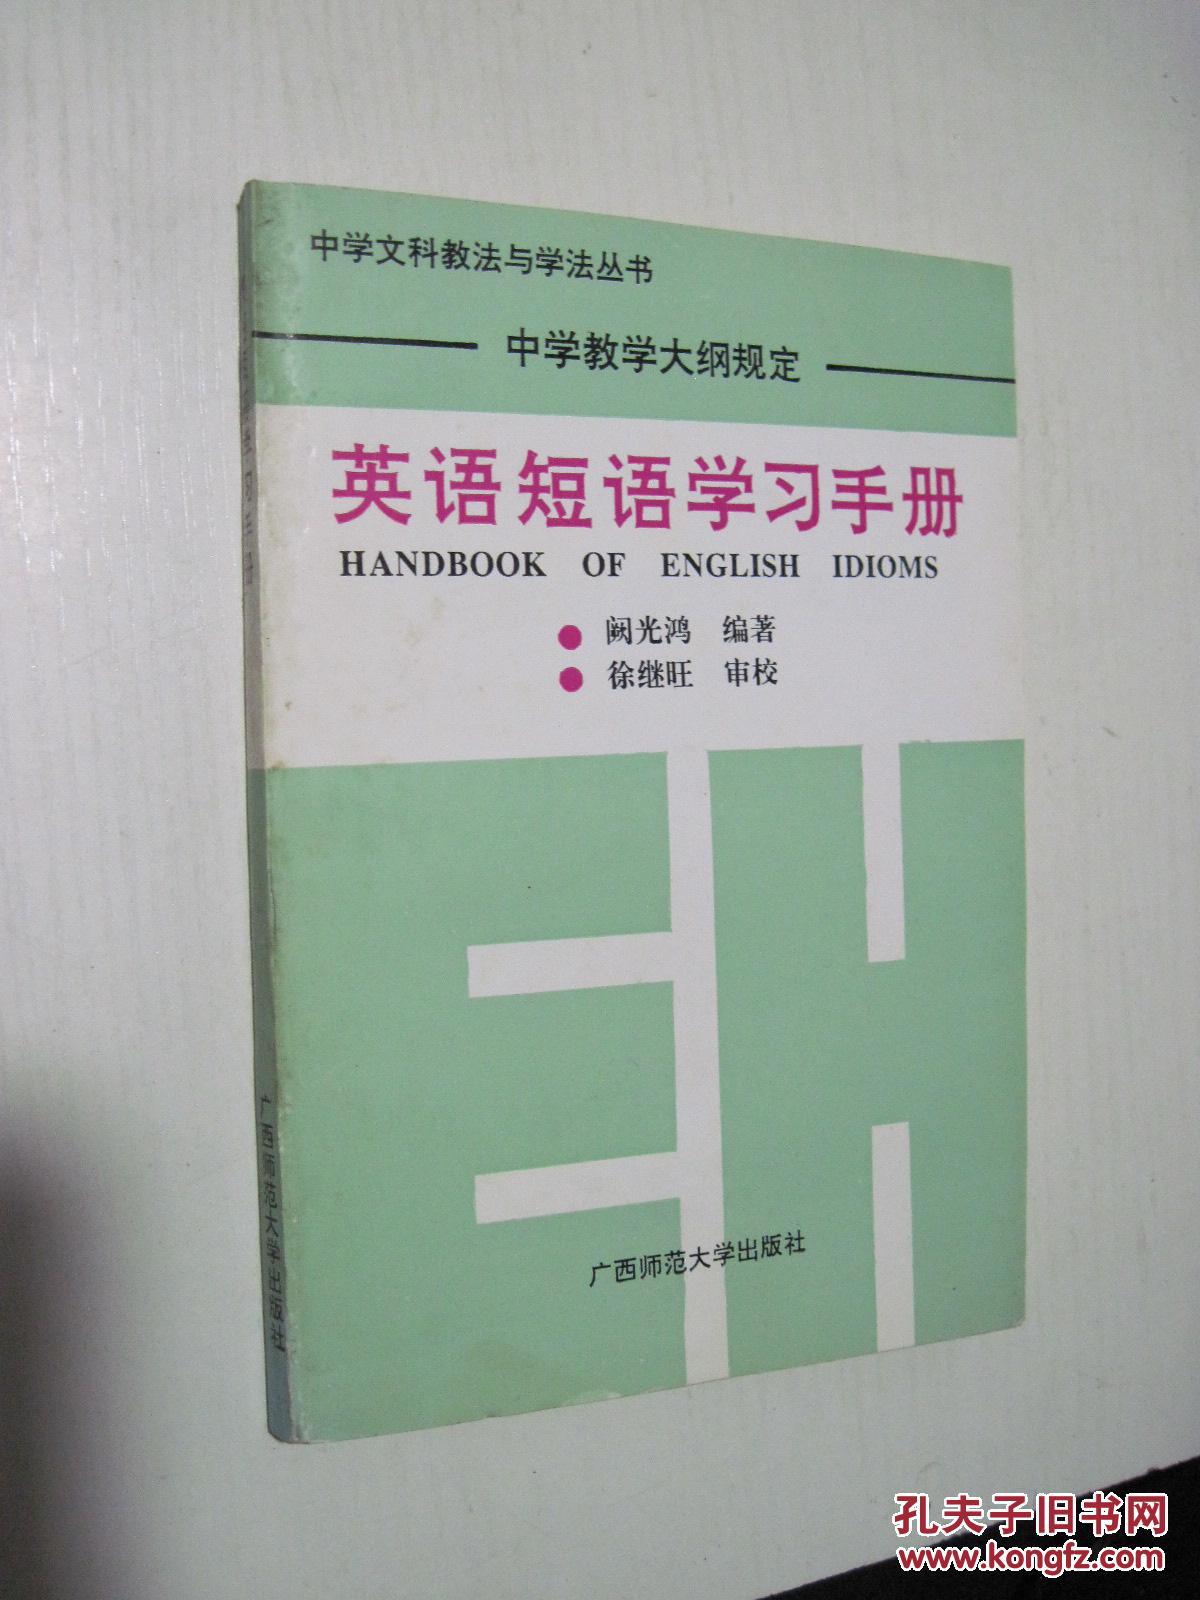 中学文科教法与学法丛书
中学教学大纲规定
英语短语学习手册
HANDBOOK OF ENGLISH IDIOMS
阙光鸿 编著
徐继旺 审校
EH
广西师范大学出版社
广西师范大学出版社
孔夫子旧书网
www.kongfz.com